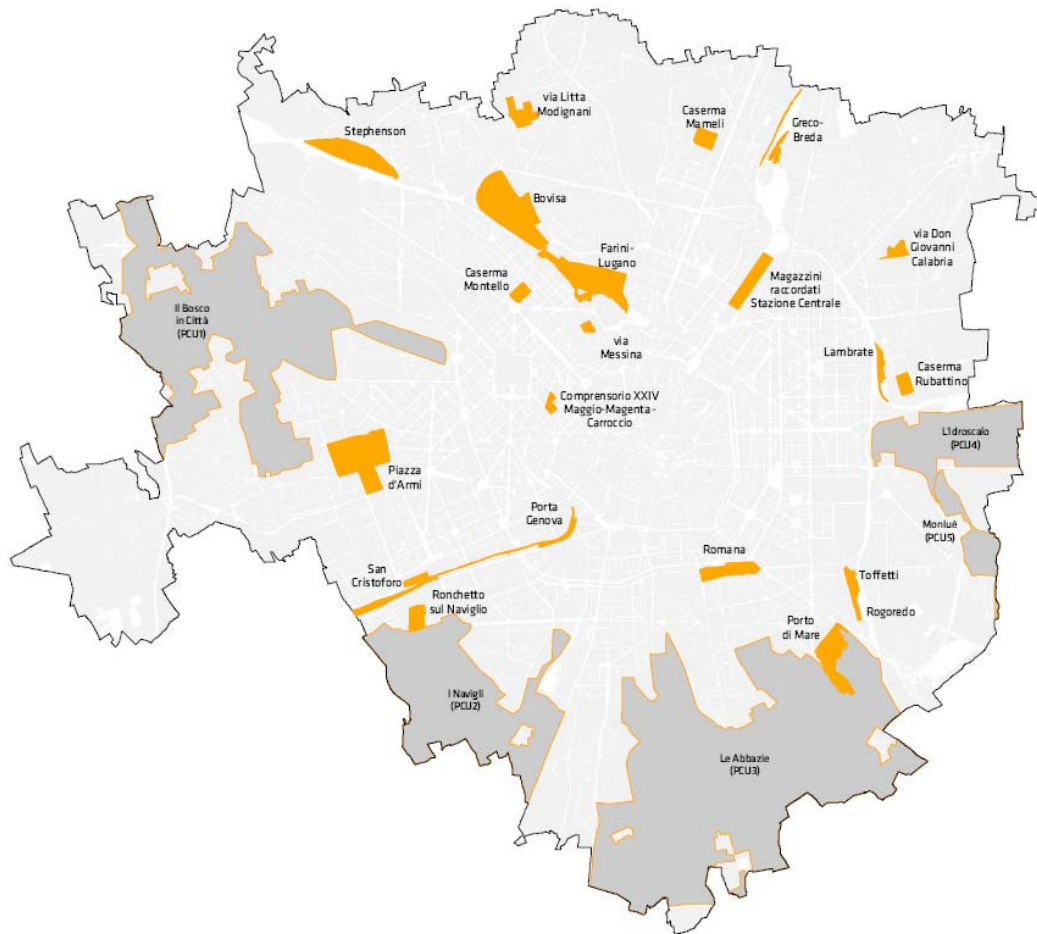 via Litta
Modignani
Caserma
Mameli
Greco-
Breda
Stephenson
Bovisa
Farini-
Lugano
via Don
Giovanni
Calabria
Caserma
Montello
Magazzini
raccordati
Stazione Centrale
Il Bosco
in Città
(PCU1)
via
Messina
Lambrate
Caserma
Rubattino
Comprensorio XXIV
Maggio-Magenta-
Carroccio
L'Idroscalo
(PCU4)
Piazza
d'Armi
Porta
Genova
Monluè
(PCU5)
Romana
San
Cristoforo
Toffetti
Ronchetto
sul Naviglio
Rogoredo
Porto
di Mare
I Navigli
(PCU2)
Le Abbazie
(PCU3)